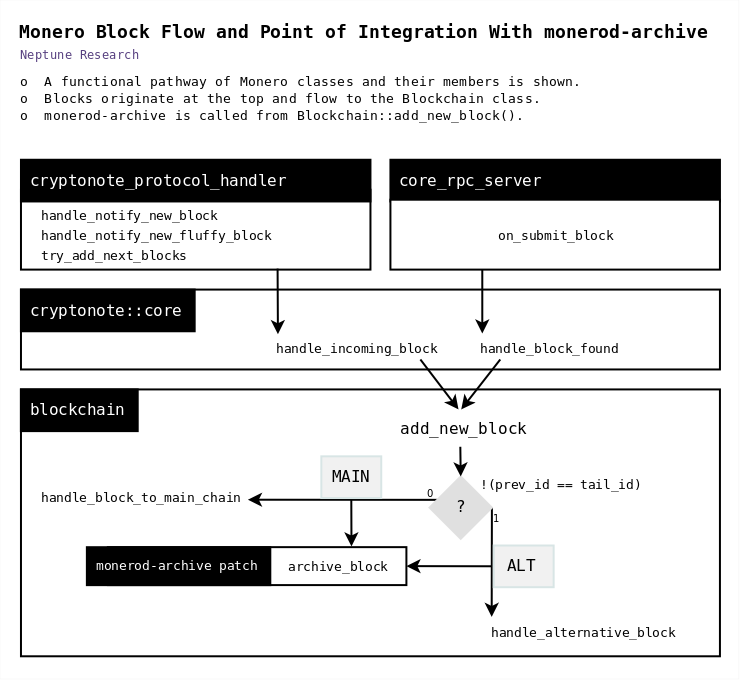 Monero Block Flow and Point of Integration With monerod-archive
Neptune Research
o A functional pathway of Monero classes and their members is shown.
o Blocks originate at the top and flow to the Blockchain class.
o monerod-archive is called from Blockchain::add_new_block().
cryptonote_protocol_handler
handle_notify_new_block
handle_notify_new_fluffy_block
try_add_next_blocks
core_rpc_server
on_submit_block
cryptonote::core
handle_incoming_block
handle_block_found
blockchain
add_new_block
MAIN
!(prev_id == tail_id)
handle_block_to_main_chain
0
?
1
monerod-archive patch
archive_block
ALT
handle_alternative_block